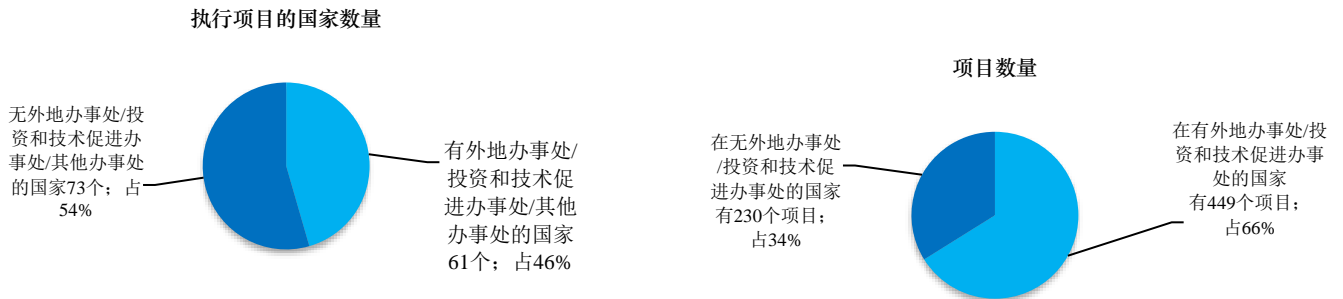 执行项目的国家数量
无外地办事处/投
资和技术促进办
事处/其他办事处
的国家73个；占
54%
有外地办事处/
投资和技术促
进办事处/其他
办事处的国家
61个；占46%
项目数量
在无外地办事处
/投资和技术促
进办事处的国家
有230个项目；
占34%
在有外地办事处/投
资和技术促进办事
处的国家
有449个项目；
占66%